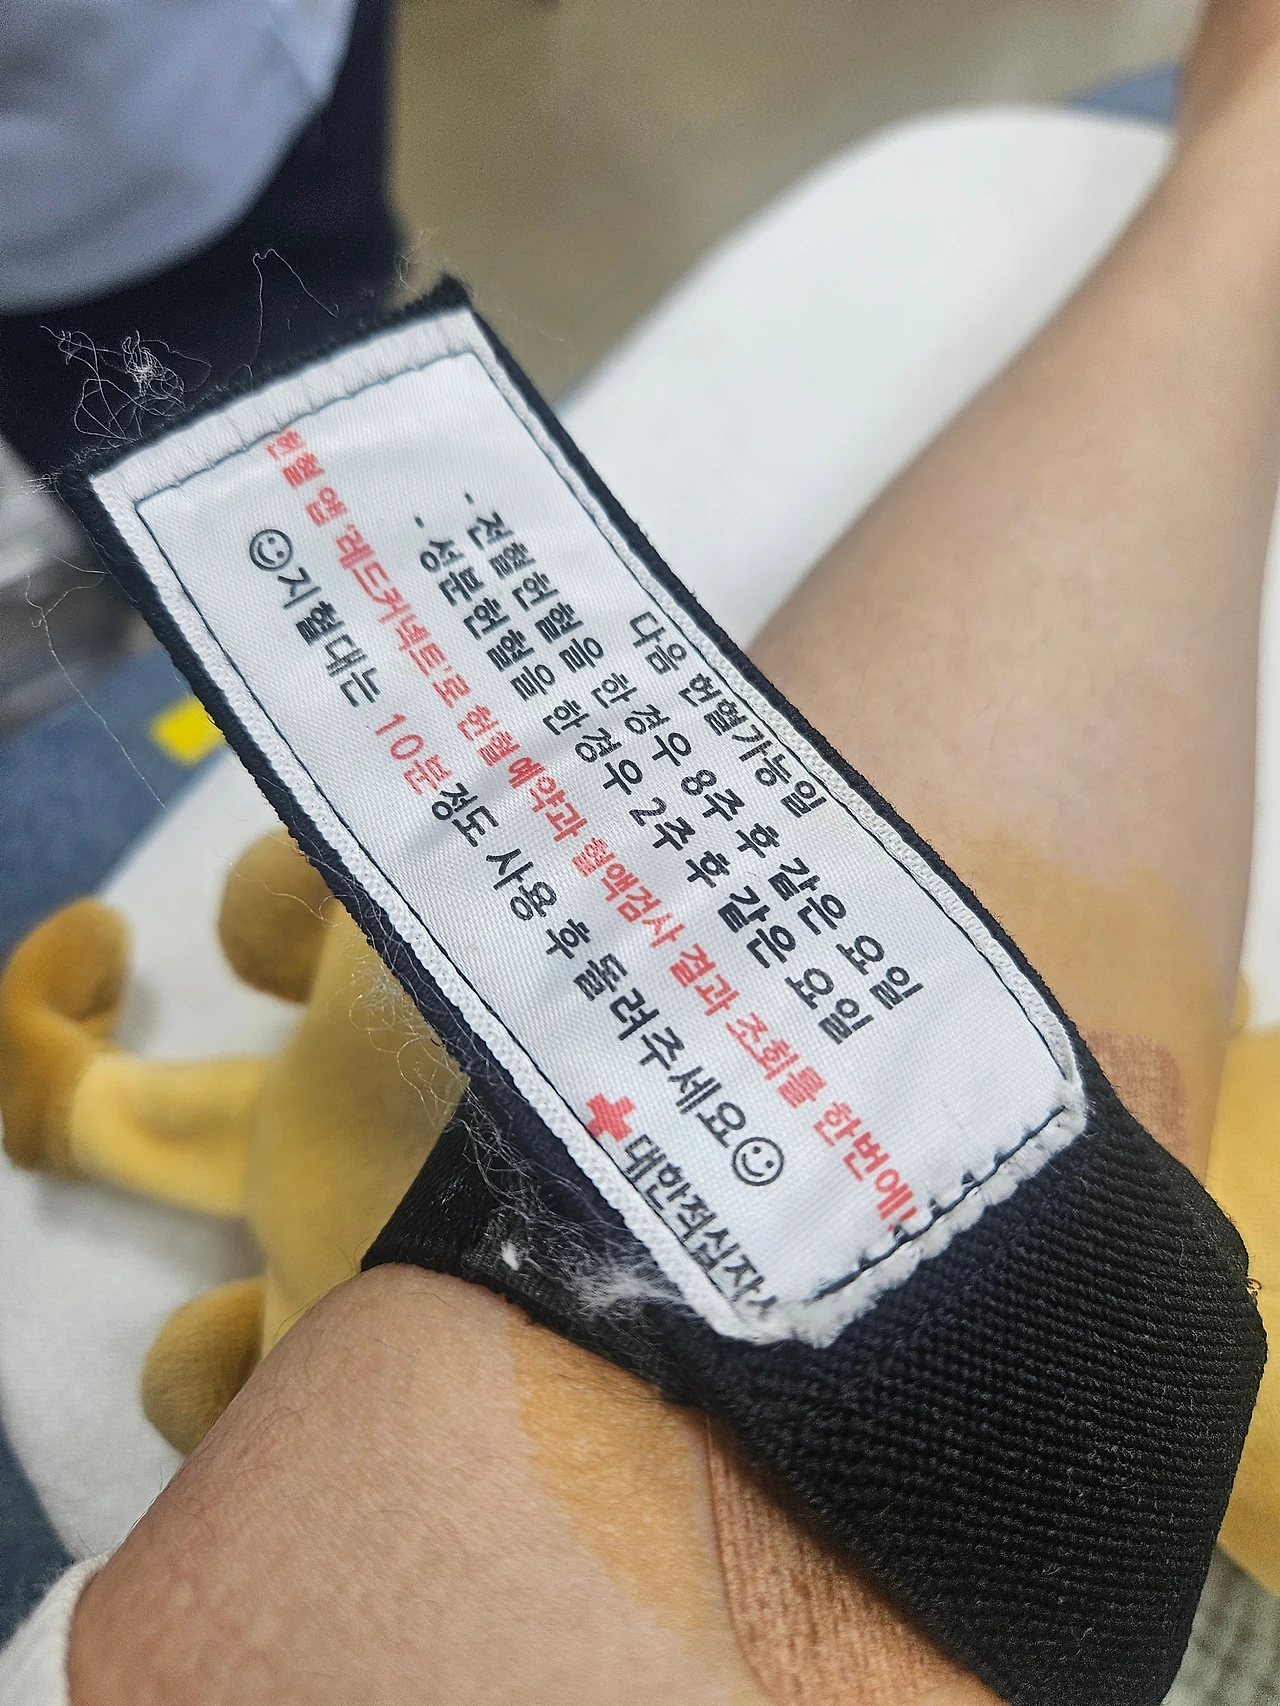 다음 헌혈가능일
- 전혈헌혈을 한 경우 8주 후 같은 요일
- 성분헌혈을 한 경우 2주 후 같은 요일
헌혈 앱 '레드커넥트'로 헌혈 예약과 혈액검사 결과 조회를 한번에!
지혈대는 10분정도 사용 후 돌려주세요
대한적십자사